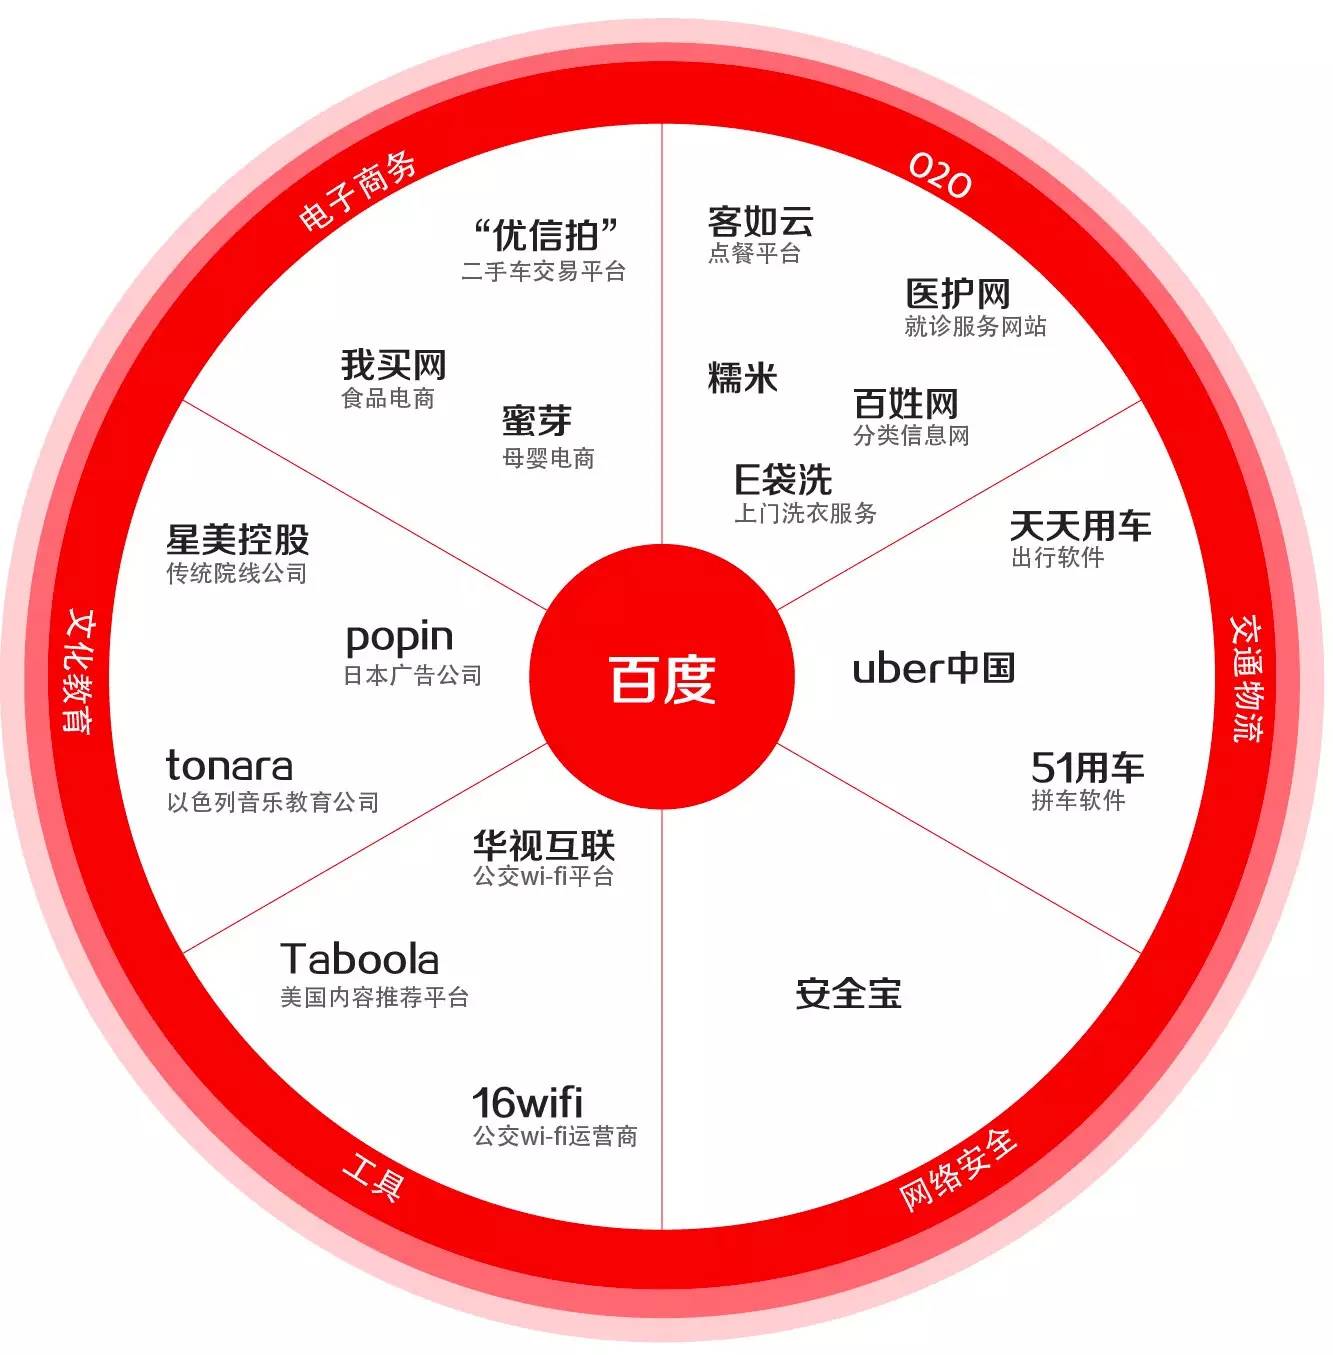 电子商务
“优信拍”
二手车交易平台
我买网
食品电商
蜜芽
母婴电商
O2O
客如云
点餐平台
医护网
就诊服务网站
糯米
百姓网
分类信息网
E袋洗
上门洗衣服务
交通物流
天天用车
出行软件
uber中国
51用车
拼车软件
百度
文化教育
星美控股
传统院线公司
popin
日本广告公司
tonara
以色列音乐教育公司
工具
华视互联
公交wi-fi平台
Taboola
美国内容推荐平台
16wifi
公交wi-fi运营商
网络安全
安全宝